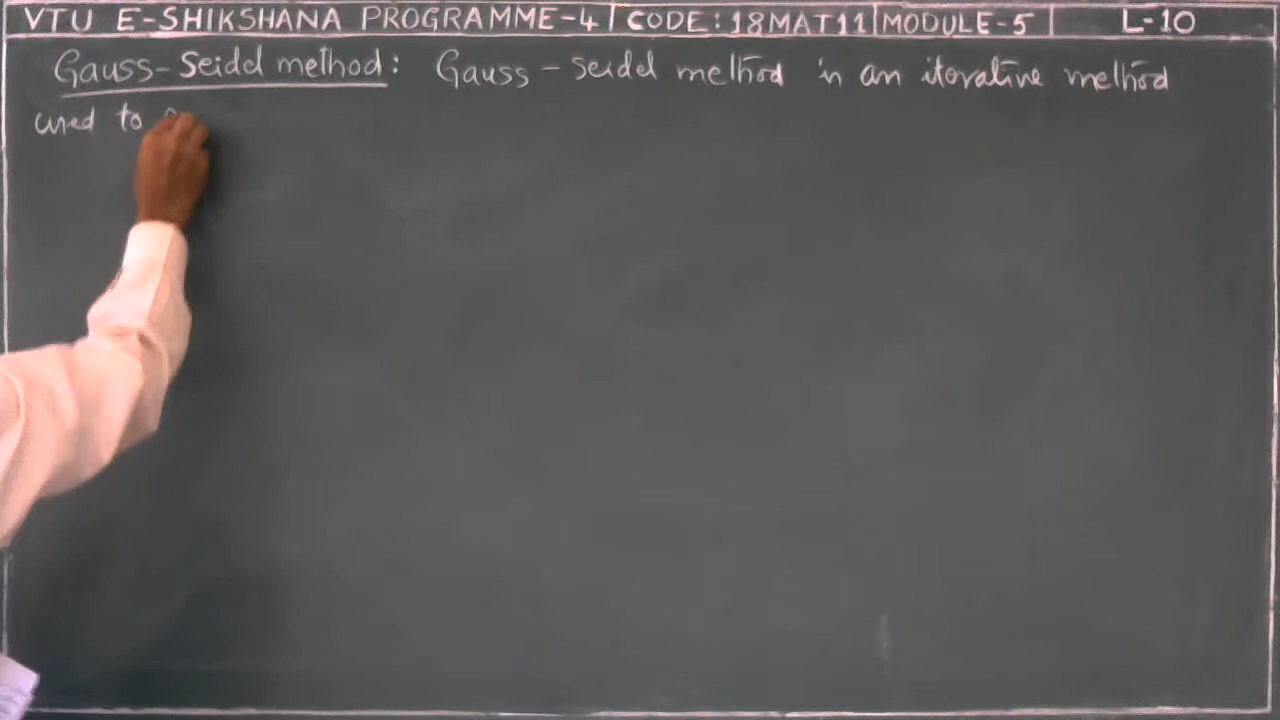 VTU E-SHIKSHANA PROGRAMME-4 | CODE: 18MAT11 | MODULE-5 | L-10
Gauss-Seidel method: Gauss-seidel method is an iterative method
used to